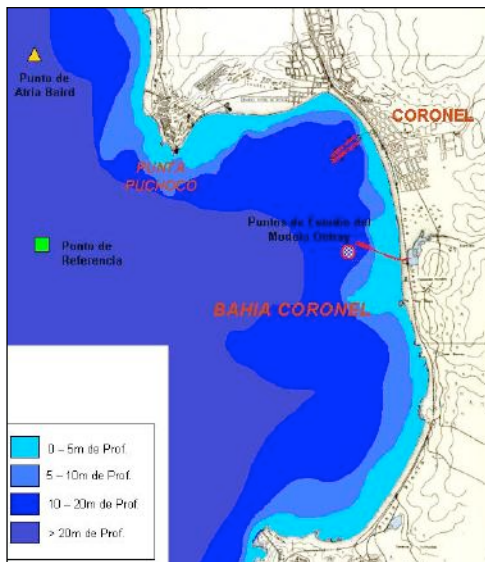 Punto de
Atria Baird
CORONEL
PUNTA
PUCHOCO
Puntos de Estudio del
Modelo Outray
Punto de
Referencia
BAHIA CORONEL
0 – 5m de Prof.
5 – 10m de Prof.
10 – 20m de Prof.
> 20m de Prof.